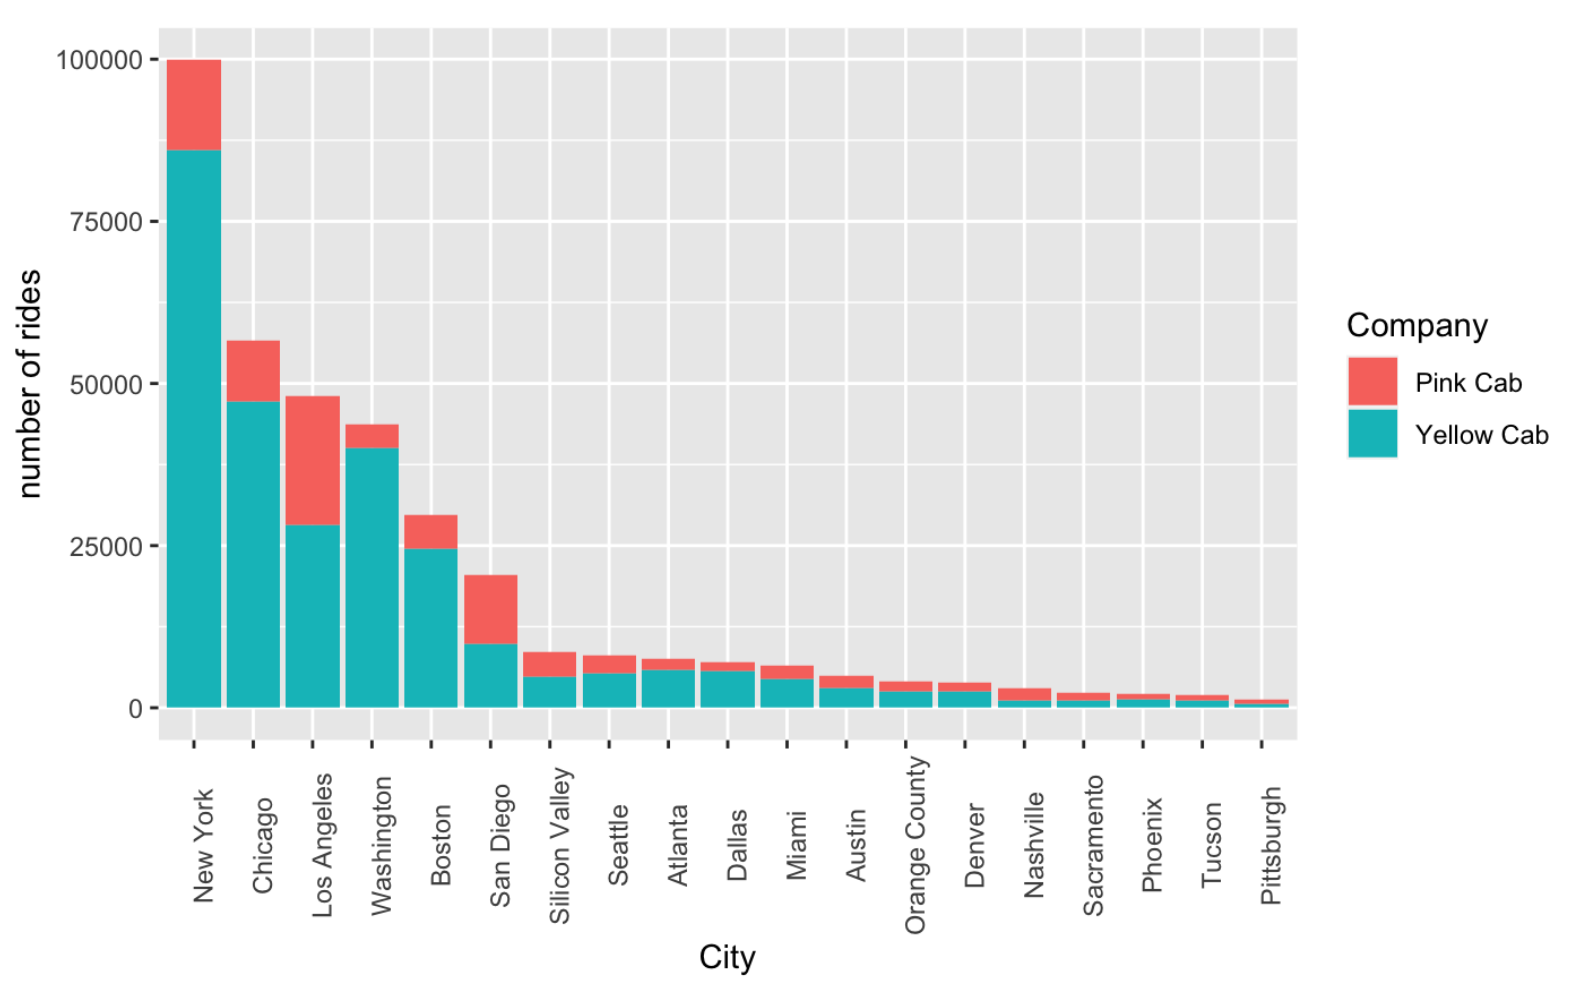 100000
75000
50000
25000
0
number of rides
New York
Chicago
Los Angeles
Washington
Boston
San Diego
Silicon Valley
Seattle
Atlanta
Dallas
Miami
Austin
Orange County
Denver
Nashville
Sacramento
Phoenix
Tucson
Pittsburgh
City
Company
Pink Cab
Yellow Cab